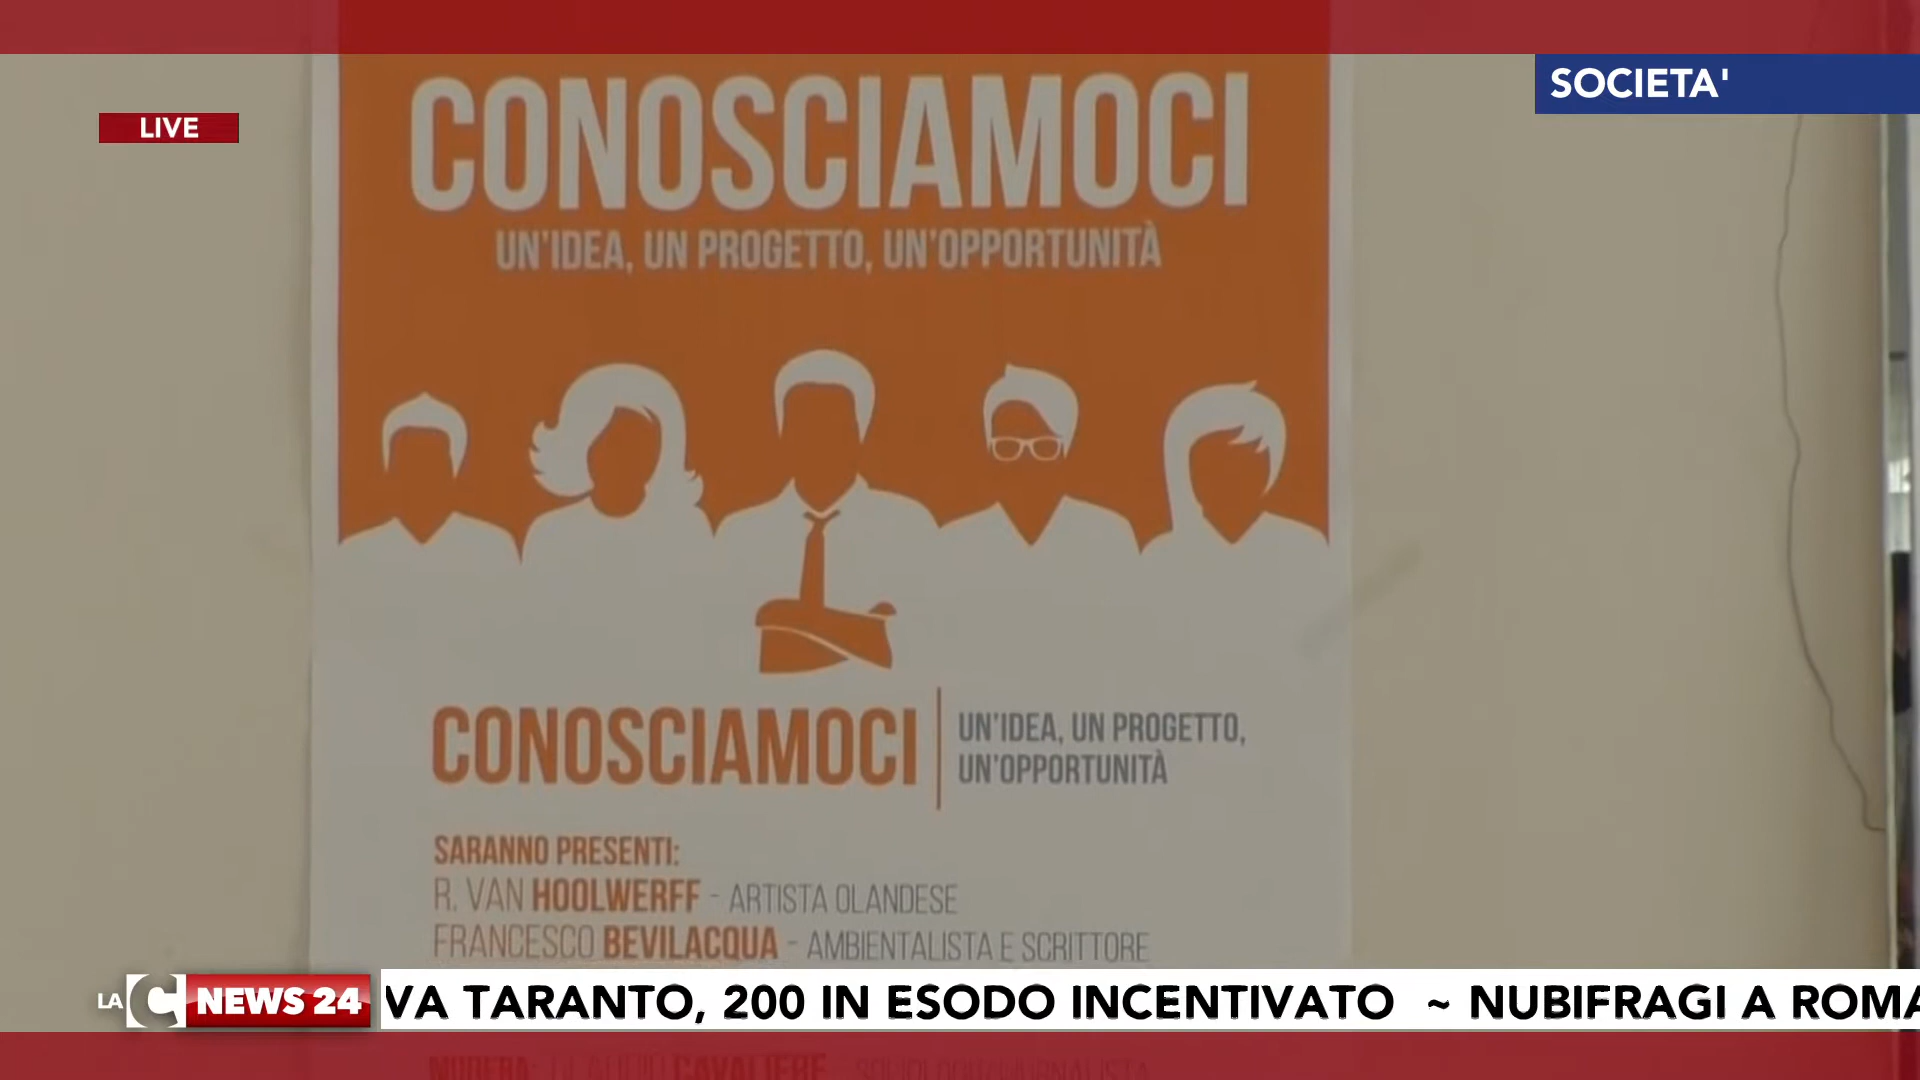 SOCIETA'
LIVE
CONOSCIAMOCI
UN'IDEA, UN PROGETTO, UN'OPPORTUNITÀ
CONOSCIAMOCI
UN'IDEA, UN PROGETTO,
UN'OPPORTUNITÀ
SARANNO PRESENTI:
R. VAN HOOLWERFF - ARTISTA OLANDESE
FRANCESCO BEVILACQUA - AMBIENTALISTA E SCRITTORE
LA C NEWS 24
VA TARANTO, 200 IN ESODO INCENTIVATO ~ NUBIFRAGI A ROMA
CAVALIERE